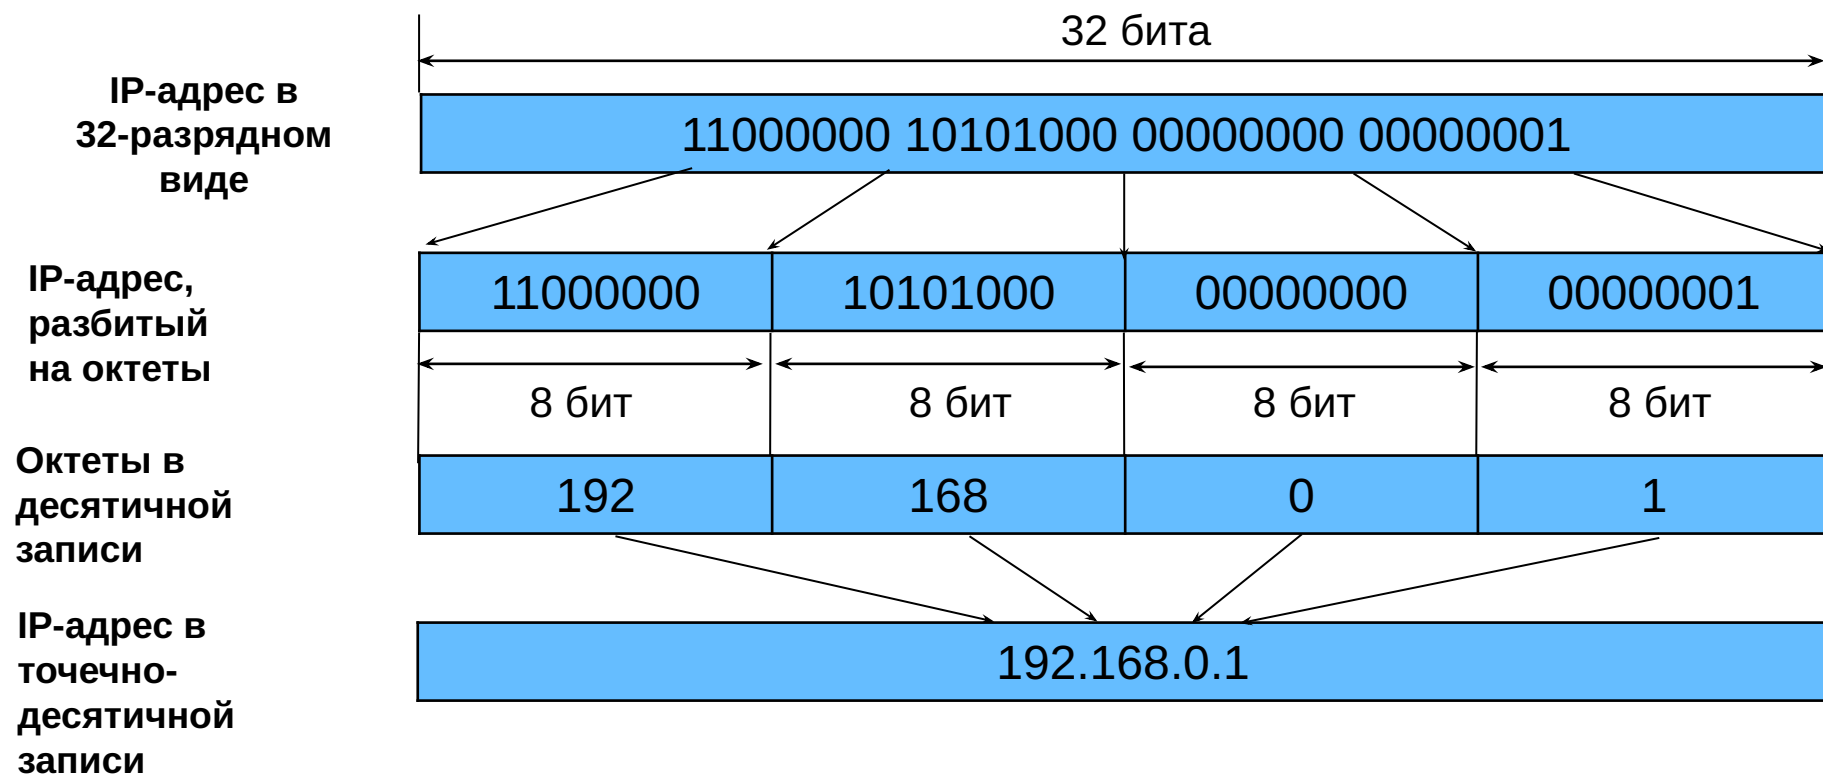 32 бита
IP-адрес в
32-разрядном
виде
11000000 10101000 00000000 00000001
IP-адрес,
разбитый
на октеты
11000000 10101000 00000000 00000001
8 бит 8 бит 8 бит 8 бит
Октеты в
десятичной
записи
192 168 0 1
IP-адрес в
точечно-
десятичной
записи
192.168.0.1